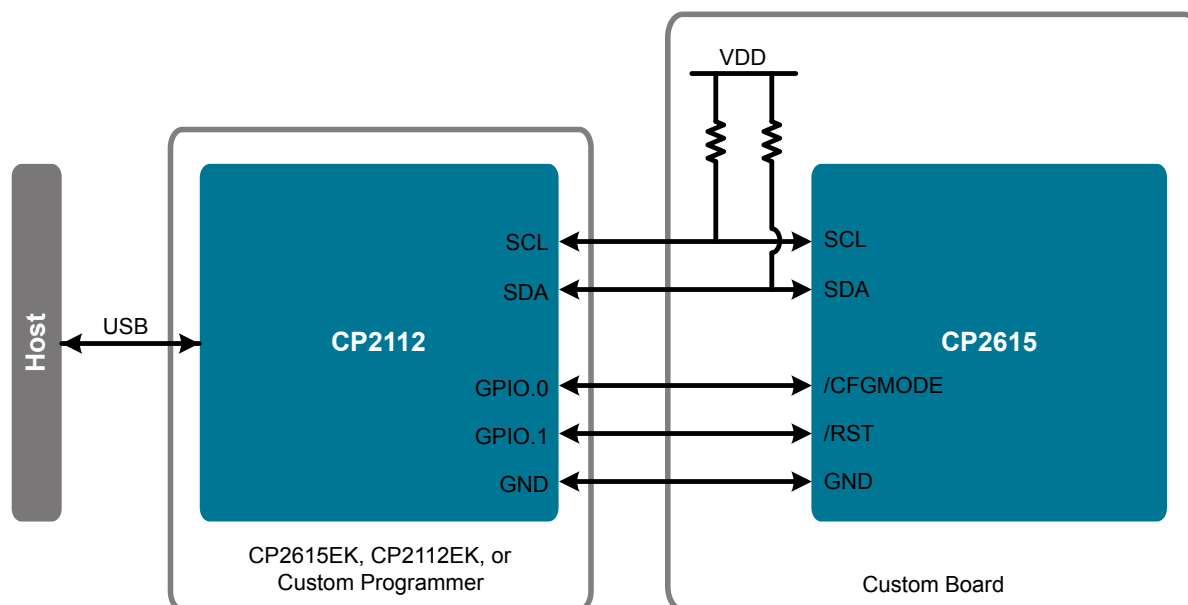 VDD
Host
USB
CP2112
SCL
SDA
GPIO.0
GPIO.1
GND
CP2615EK, CP2112EK, or
Custom Programmer
SCL
SDA
CP2615
/CFGMODE
/RST
GND
Custom Board